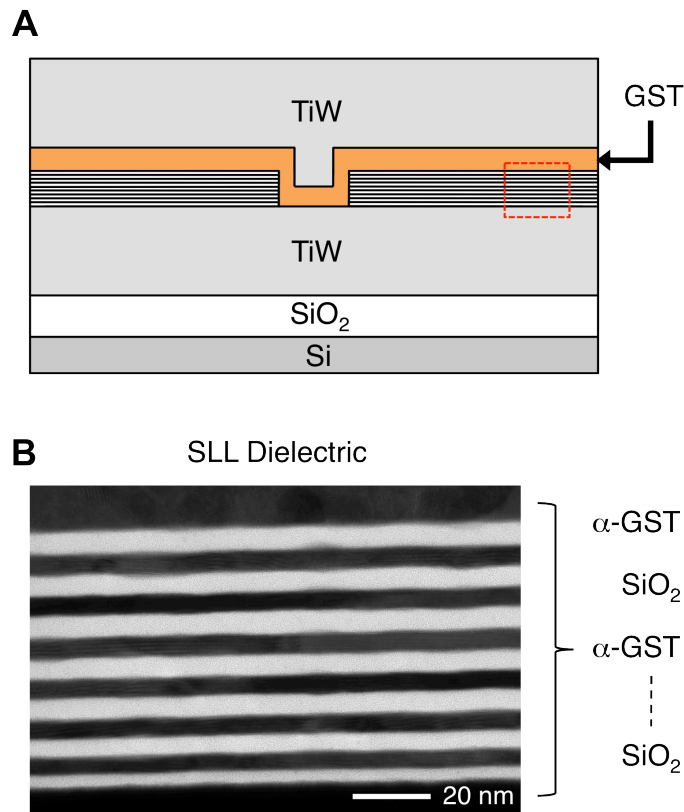 A
TiW
GST
TiW
SiO₂
Si
B
SLL Dielectric
α-GST
SiO₂
α-GST
SiO₂
20 nm